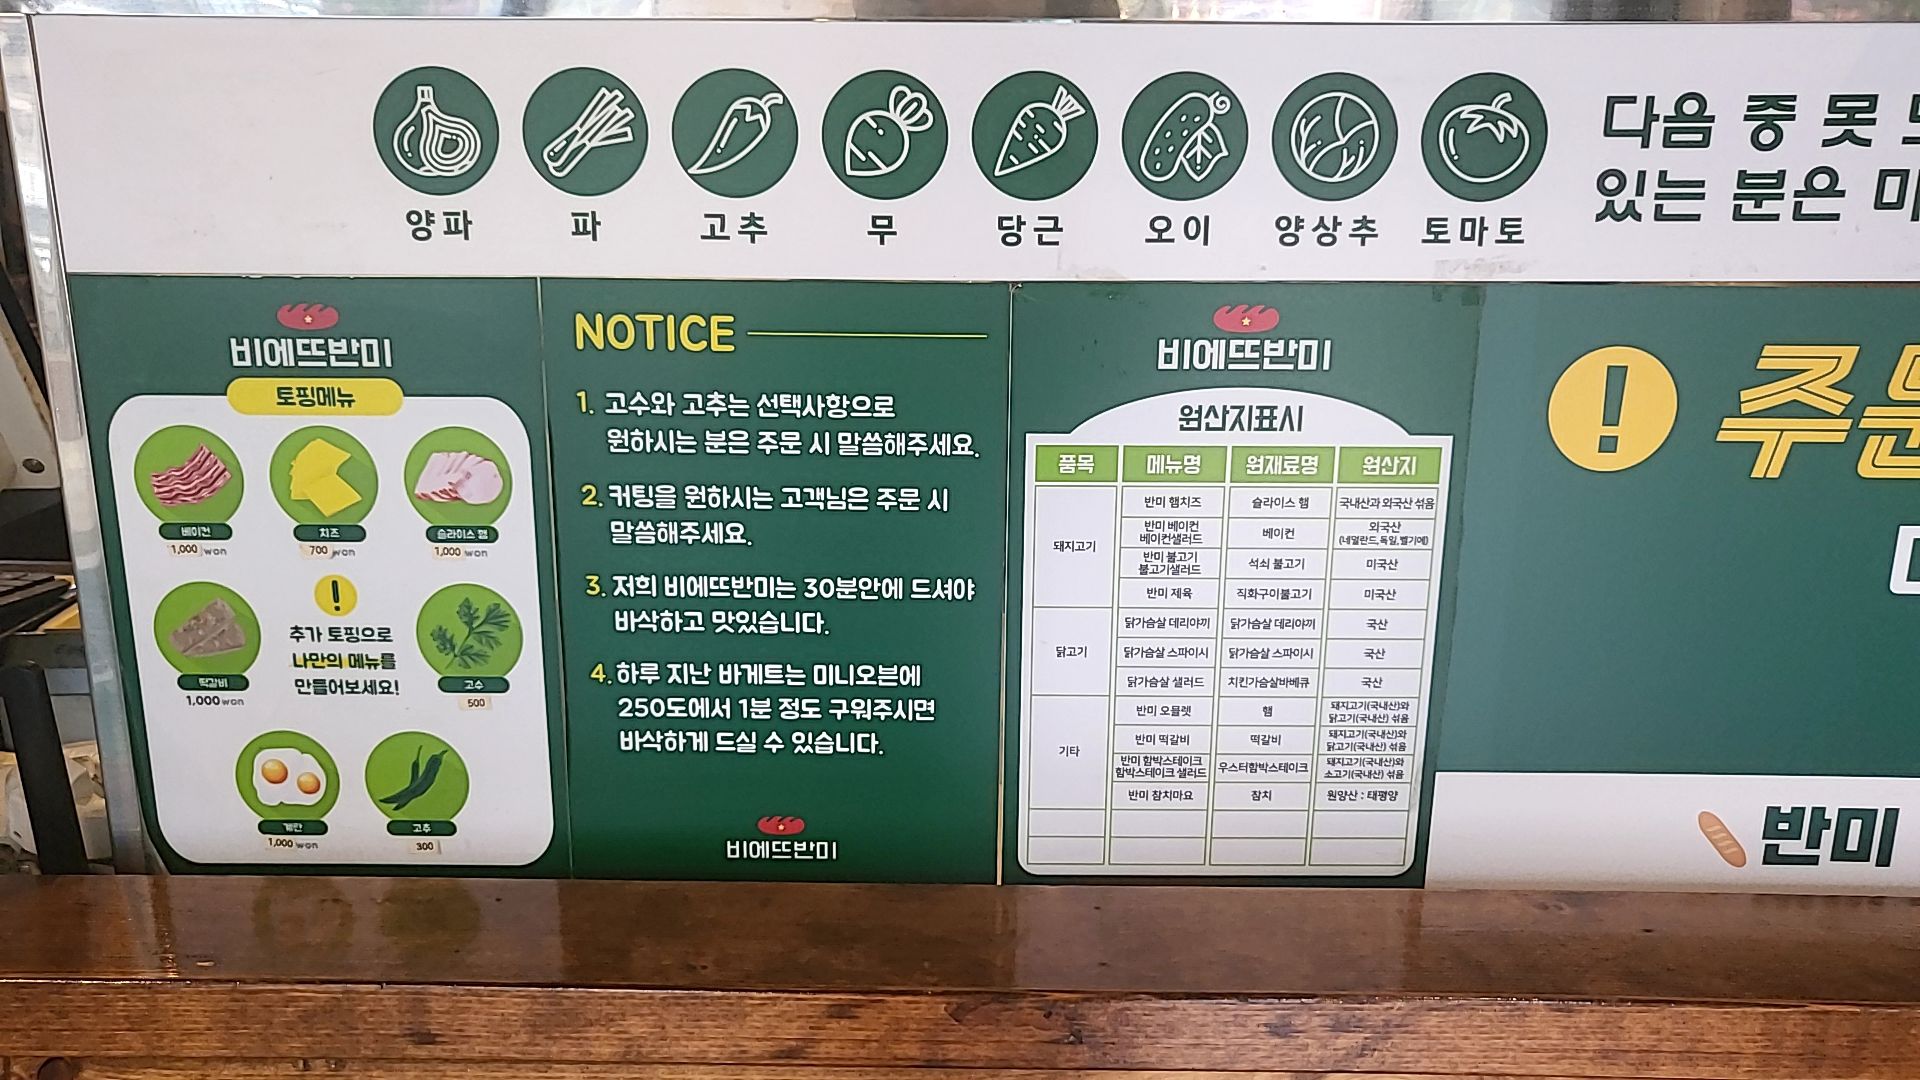 양파
파
고추
무
당근
오이
양상추
토마토
다음 중 못
있는 분은
비에뜨반미
토핑메뉴
베이컨
1,000 won
치즈
700 won
슬라이스 햄
1,000 won
떡갈비
1,000 won
!
추가 토핑으로
나만의 메뉴를
만들어보세요!
고수
500
계란
1,000 won
고추
300
NOTICE
1. 고수와 고추는 선택사항으로
원하시는 분은 주문 시 말씀해주세요.
2. 커팅을 원하시는 고객님은 주문 시
말씀해주세요.
3. 저희 비에뜨반미는 30분안에 드셔야
바삭하고 맛있습니다.
4. 하루 지난 바게트는 미니오븐에
250도에서 1분 정도 구워주시면
바삭하게 드실 수 있습니다.
비에뜨반미
비에뜨반미
원산지표시
품목 메뉴명 원재료명 원산지
돼지고기
반미 햄치즈 슬라이스 햄 국내산과 외국산 섞음
반미 베이컨
베이컨샐러드
베이컨
외국산
(네덜란드,독일,벨기에)
반미 불고기
불고기샐러드
석쇠 불고기
미국산
반미 제육 직화구이불고기 미국산
닭고기
닭가슴살 데리야끼 닭가슴살 데리야끼 국산
닭가슴살 스파이시 닭가슴살 스파이시 국산
닭가슴살 샐러드 치킨가슴살바베큐 국산
기타
반미 오믈렛 햄
돼지고기(국내산)와
닭고기(국내산) 섞음
반미 떡갈비 떡갈비
돼지고기(국내산)와
닭고기(국내산) 섞음
반미 함박스테이크
함박스테이크 샐러드
우스터함박스테이크
돼지고기(국내산)와
소고기(국내산) 섞음
반미 참치마요 참치 원양산 : 태평양
!
주문
반미